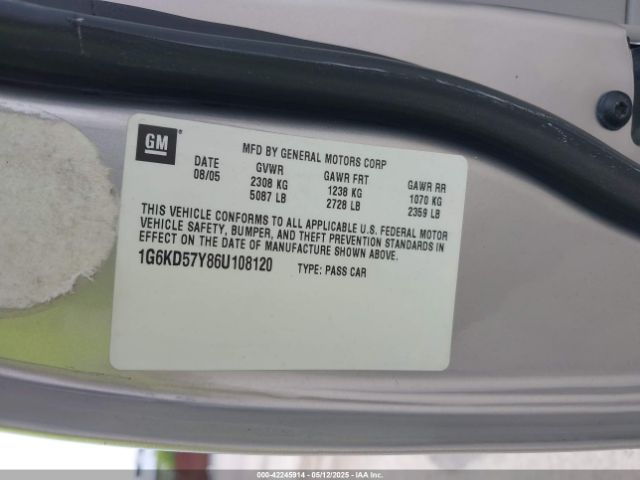 GM
MFD BY GENERAL MOTORS CORP
DATE GVWR GAWR FRT GAWR RR
08/05 2308 KG 1238 KG 1070 KG
5087 LB 2728 LB 2359 LB
THIS VEHICLE CONFORMS TO ALL APPLICABLE U.S. FEDERAL MOTOR
VEHICLE SAFETY, BUMPER, AND THEFT PREVENTION STANDARDS IN
EFFECT ON THE DATE OF MANUFACTURE SHOWN ABOVE.
1G6KD57Y86U108120 TYPE: PASS CAR
000-42245914 - 05/12/2025 - IAAI.COM